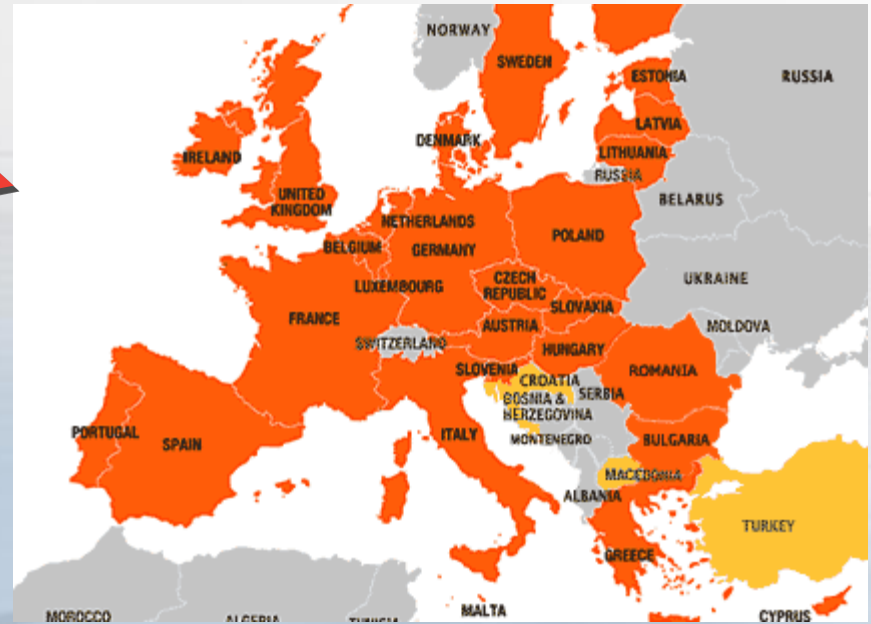 NORWAY
SWEDEN
ESTONIA
RUSSIA
LATVIA
DENMARK
LITHUANIA
IRELAND
RUSSIA
UNITED
KINGDOM
BELARUS
NETHERLANDS
POLAND
BELGIUM
GERMANY
CZECH
REPUBLIC
UKRAINE
LUXEMBOURG
SLOVAKIA
FRANCE
AUSTRIA
MOLDOVA
SWITZERLAND
HUNGARY
SLOVENIA
ROMANIA
CROATIA
SERBIA
BOSNIA &
HERZEGOVINA
PORTUGAL
SPAIN
ITALY
MONTENEGRO
BULGARIA
MACEDONIA
ALBANIA
TURKEY
GREECE
MALTA
CYPRUS
MOROCCO
ALGERIA
TUNISIA